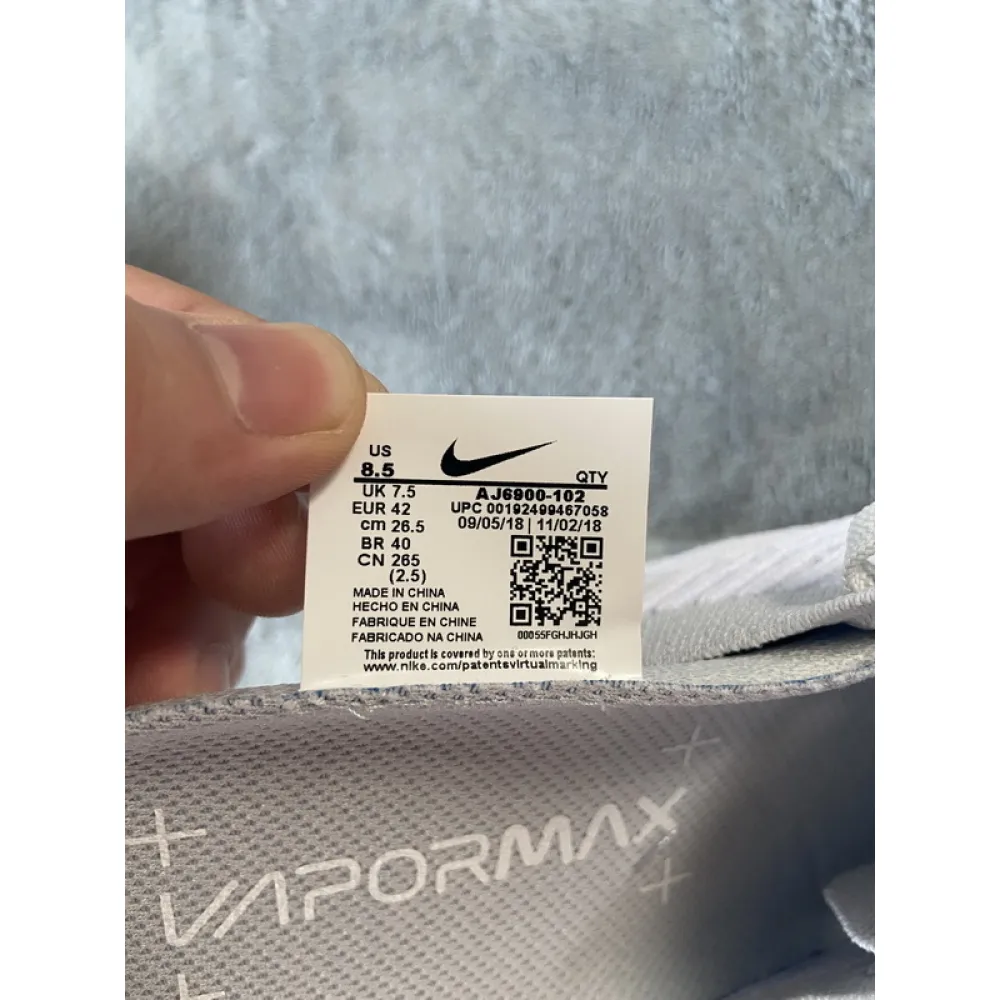 US
8.5
QTY
UK 7.5
AJ6900-102
EUR 42
UPC 00192499467058
cm 26.5
09/05/18 | 11/02/18
BR 40
CN 265
(2.5)
MADE IN CHINA
HECHO EN CHINA
FABRIQUE EN CHINE
FABRICADO NA CHINA
00055FGHJHJGH
This product is covered by one or more patents:
www.nike.com/patentsvirtualmarking
VAPORMAX